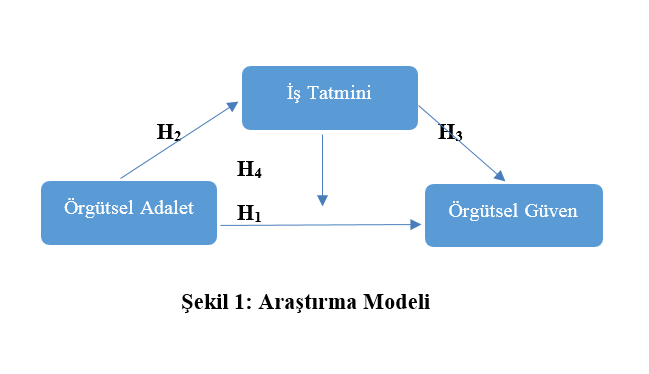 İş Tatmini
H₂
H₃
H₄
Örgütsel Adalet
H₁
Örgütsel Güven
Şekil 1: Araştırma Modeli